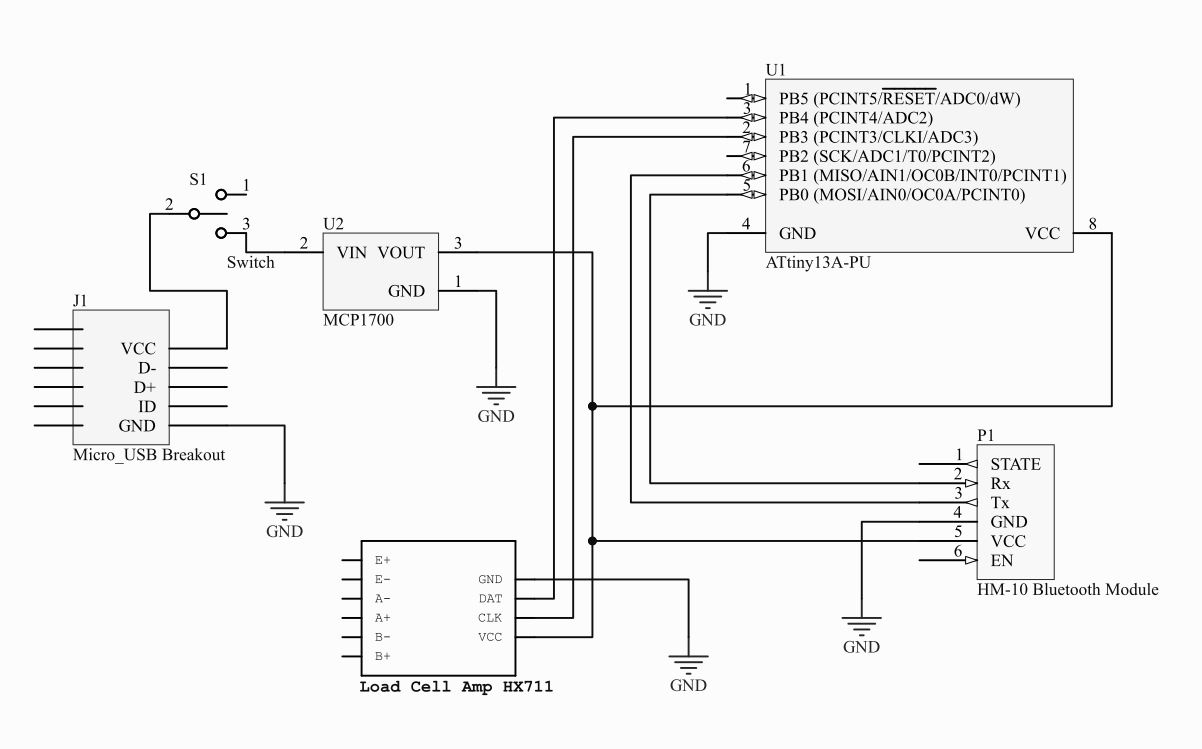 U1
1
PB5 (PCINT5/RESET/ADC0/dW)
3
PB4 (PCINT4/ADC2)
2
PB3 (PCINT3/CLKI/ADC3)
7
PB2 (SCK/ADC1/T0/PCINT2)
6
PB1 (MISO/AIN1/OC0B/INT0/PCINT1)
5
PB0 (MOSI/AIN0/OC0A/PCINT0)
4
GND
VCC
8
ATtiny13A-PU
GND
S1
1
2
3
Switch
U2
2
VIN VOUT
3
GND
1
MCP1700
GND
J1
VCC
D-
D+
ID
GND
Micro_USB Breakout
GND
P1
1
STATE
2
Rx
3
Tx
4
GND
5
VCC
6
EN
HM-10 Bluetooth Module
GND
E+
E-
GND
A-
DAT
A+
CLK
B-
VCC
B+
Load Cell Amp HX711
GND